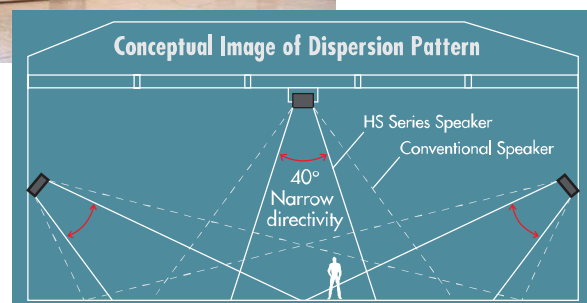 Conceptual Image of Dispersion Pattern
HS Series Speaker
Conventional Speaker
40°
Narrow
directivity